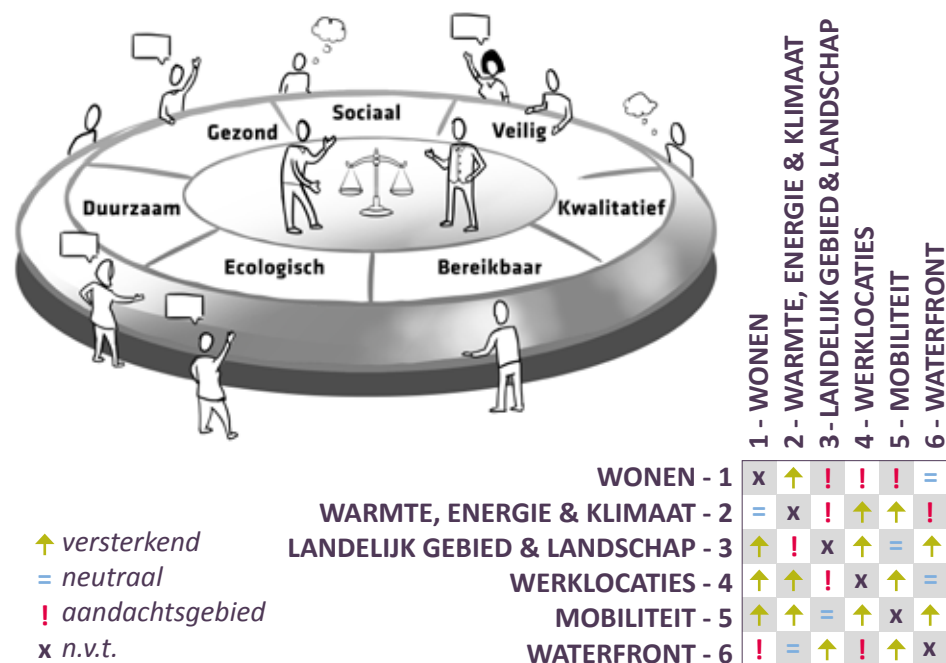 Sociaal
Gezond
Veilig
Duurzaam
Kwalitatief
Ecologisch
Bereikbaar
1 - WONEN
2 - WARMTE, ENERGIE & KLIMAAT
3 - LANDELIJK GEBIED & LANDSCHAP
4 - WERKLOCATIES
5 - MOBILITEIT
6 - WATERFRONT
WONEN - 1 x ↑ ! ! ! =
WARMTE, ENERGIE & KLIMAAT - 2 = x ! ↑ ↑ !
LANDELIJK GEBIED & LANDSCHAP - 3 ↑ ! x ↑ = ↑
WERKLOCATIES - 4 ↑ ↑ ! x ↑ =
MOBILITEIT - 5 ↑ ↑ = ↑ x ↑
WATERFRONT - 6 ! = ↑ ! ↑ x
↑ versterkend
= neutraal
! aandachtsgebied
x n.v.t.